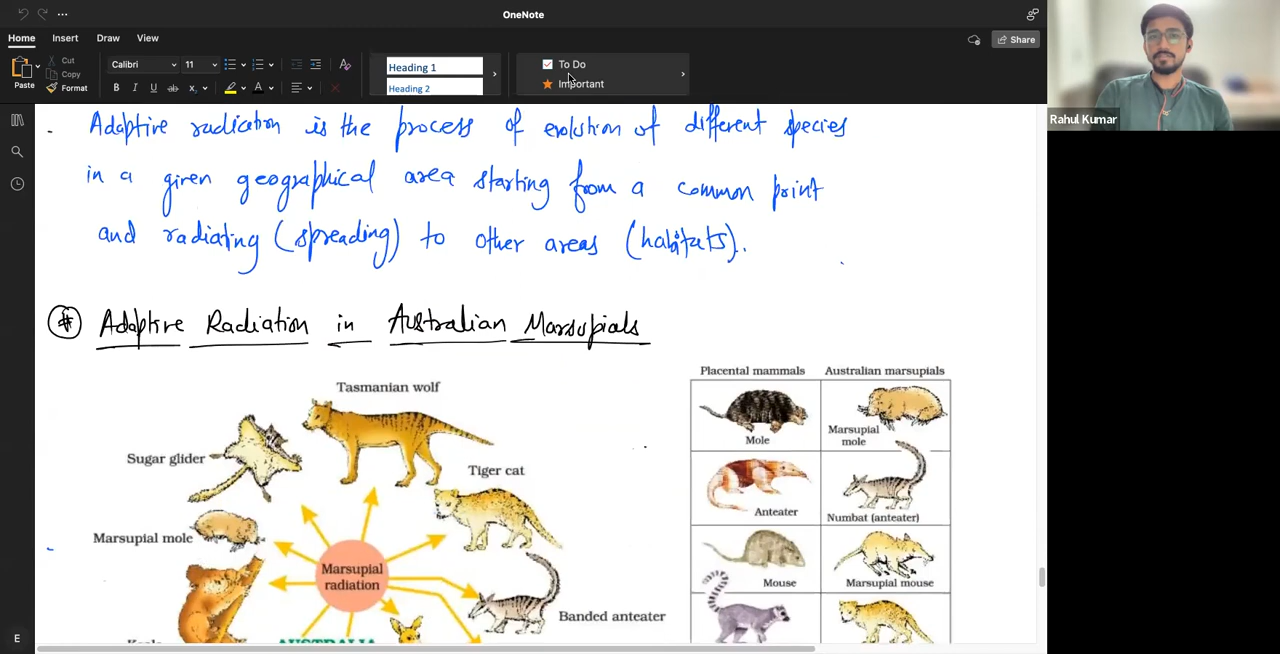 OneNote
Home Insert Draw View
Share
Paste
Cut
Copy
Format
Calibri 11
Heading 1
Heading 2
To Do
Important
Rahul Kumar
Adaptive radiation is the process of evolution of different species
in a given geographical area starting from a common print
and radiating (spreading) to other areas (habitats).
# Adaptive Radiation in Australian Marsupials
Tasmanian wolf
Sugar glider
Tiger cat
Marsupial mole
Marsupial
radiation
Banded anteater
Koala
AUSTRALIA
Placental mammals Australian marsupials
Mole
Marsupial
mole
Anteater
Numbat (anteater)
Mouse
Marsupial mouse
E